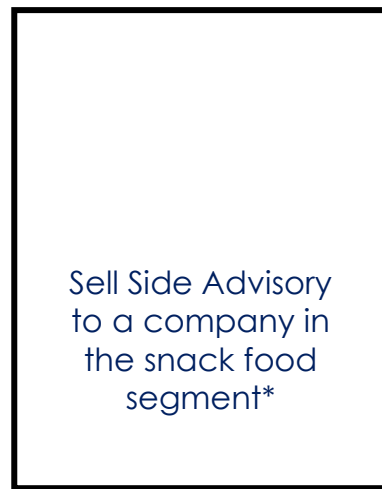 Sell Side Advisory
to a company in
the snack food
segment*